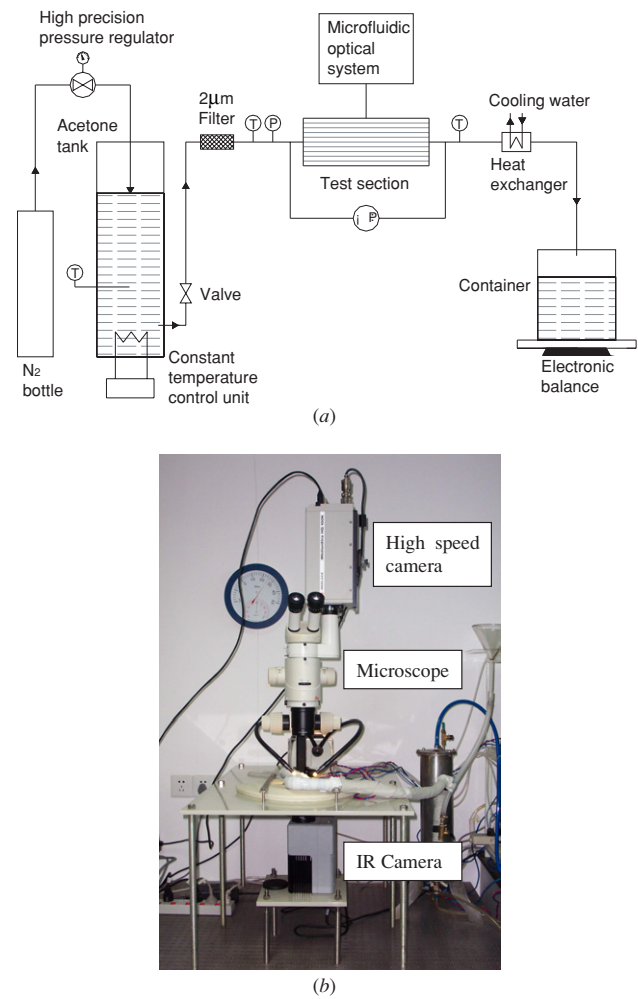 High precision
pressure regulator
Acetone
tank
2μm
Filter
Microfluidic
optical
system
T
P
T
Cooling water
Heat
exchanger
Test section
i P
T
Valve
Container
N2
bottle
Constant
temperature
control unit
Electronic
balance
(a)
High speed
camera
Microscope
IR Camera
(b)